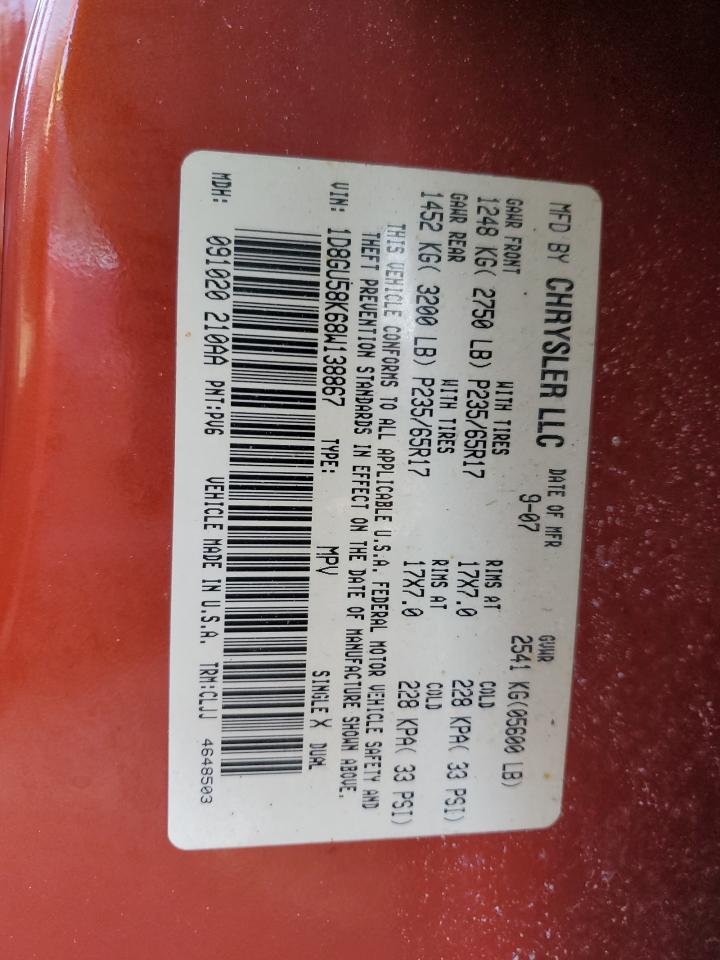 MFD BY CHRYSLER LLC DATE OF MFR GVWR
9-07 2541 KG(05600 LB)
GAWR FRONT WITH TIRES RIMS AT COLD
1248 KG( 2750 LB) P235/65R17 17X7.0 228 KPA( 33 PSI)
GAWR REAR WITH TIRES RIMS AT COLD
1452 KG( 3200 LB) P235/65R17 17X7.0 228 KPA( 33 PSI)
THIS VEHICLE CONFORMS TO ALL APPLICABLE U.S.A. FEDERAL MOTOR VEHICLE SAFETY AND
THEFT PREVENTION STANDARDS IN EFFECT ON THE DATE OF MANUFACTURE SHOWN ABOVE.
VIN: 1D8GU58K68W138867 TYPE: MPV SINGLE X DUAL
MDH: 091020 210AA PNT:PV6 VEHICLE MADE IN U.S.A. TRM:CLJJ 4648503